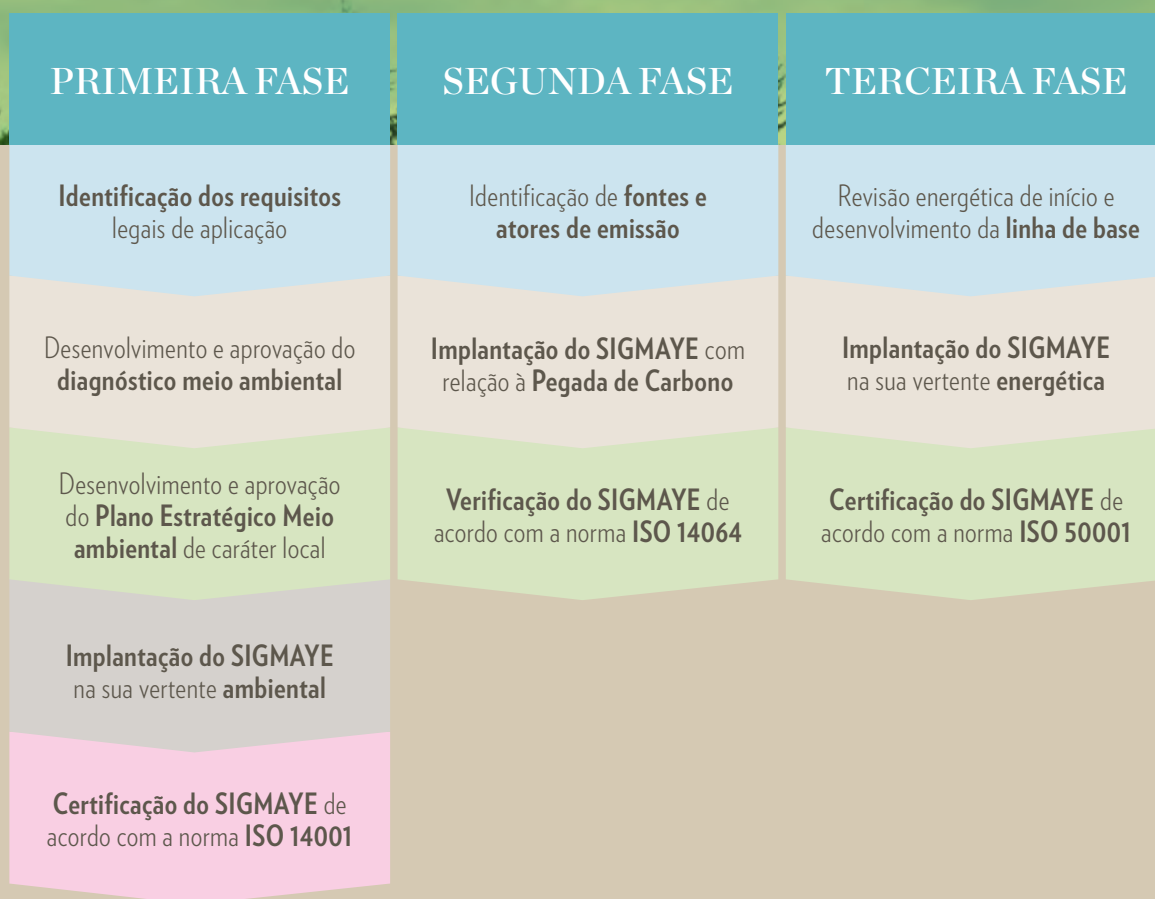 PRIMEIRA FASE
Identificação dos requisitos
legais de aplicação
Desenvolvimento e aprovação do
diagnóstico meio ambiental
Desenvolvimento e aprovação
do Plano Estratégico Meio
ambiental de caráter local
Implantação do SIGMAYE
na sua vertente ambiental
Certificação do SIGMAYE de
acordo com a norma ISO 14001
SEGUNDA FASE
Identificação de fontes e
atores de emissão
Implantação do SIGMAYE com
relação à Pegada de Carbono
Verificação do SIGMAYE de
acordo com a norma ISO 14064
TERCEIRA FASE
Revisão energética de início e
desenvolvimento da linha de base
Implantação do SIGMAYE
na sua vertente energética
Certificação do SIGMAYE de
acordo com a norma ISO 50001